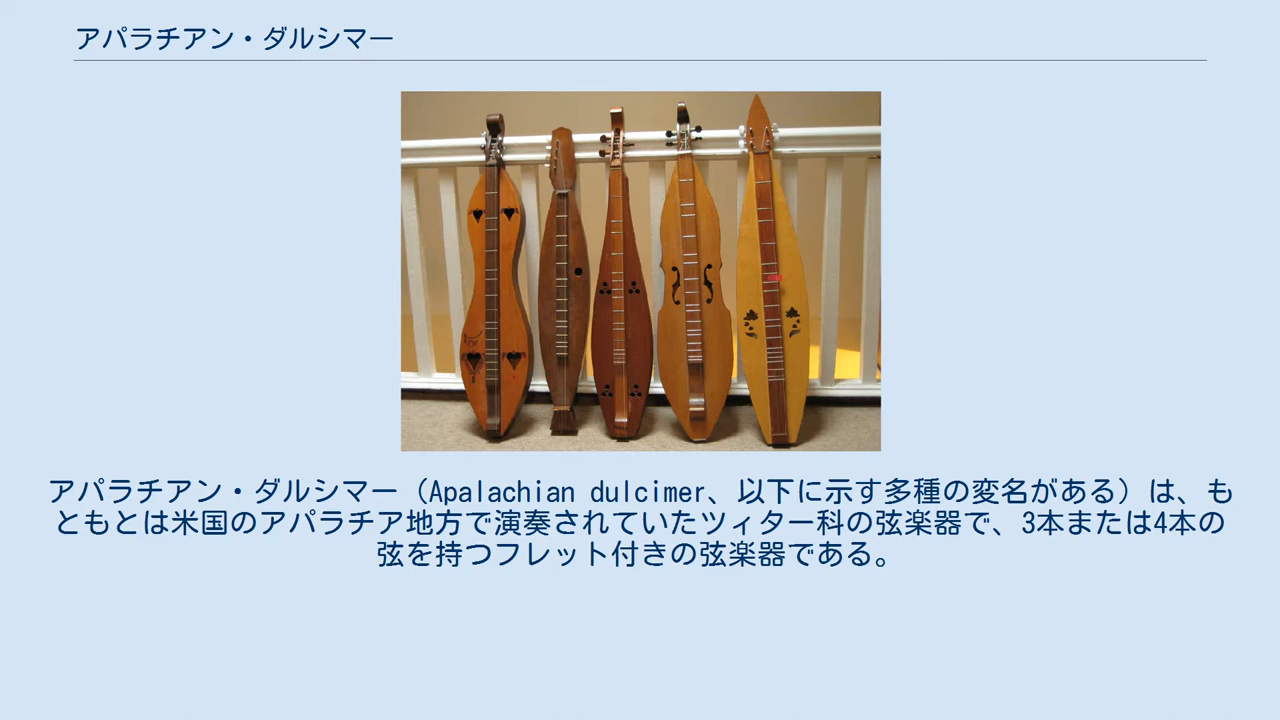 アパラチアン・ダルシマー
アパラチアン・ダルシマー（Apalachian dulcimer、以下に示す多種の変名がある）は、も
ともとは米国のアパラチア地方で演奏されていたツィター科の弦楽器で、3本または4本の
弦を持つフレット付きの弦楽器である。